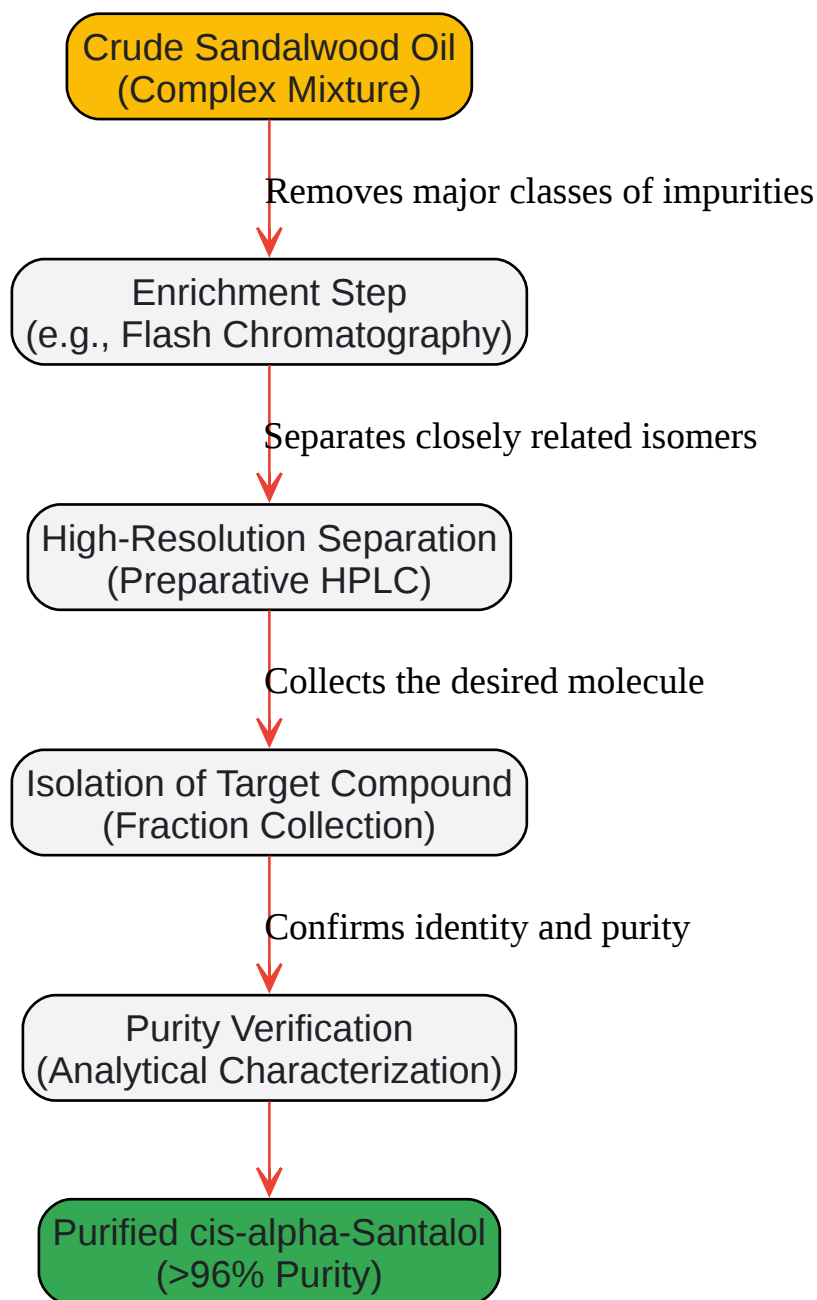 Crude Sandalwood Oil
(Complex Mixture)
Removes major classes of impurities
Enrichment Step
(e.g., Flash Chromatography)
Separates closely related isomers
High-Resolution Separation
(Preparative HPLC)
Collects the desired molecule
Isolation of Target Compound
(Fraction Collection)
Confirms identity and purity
Purity Verification
(Analytical Characterization)
Purified cis-alpha-Santalol
(>96% Purity)